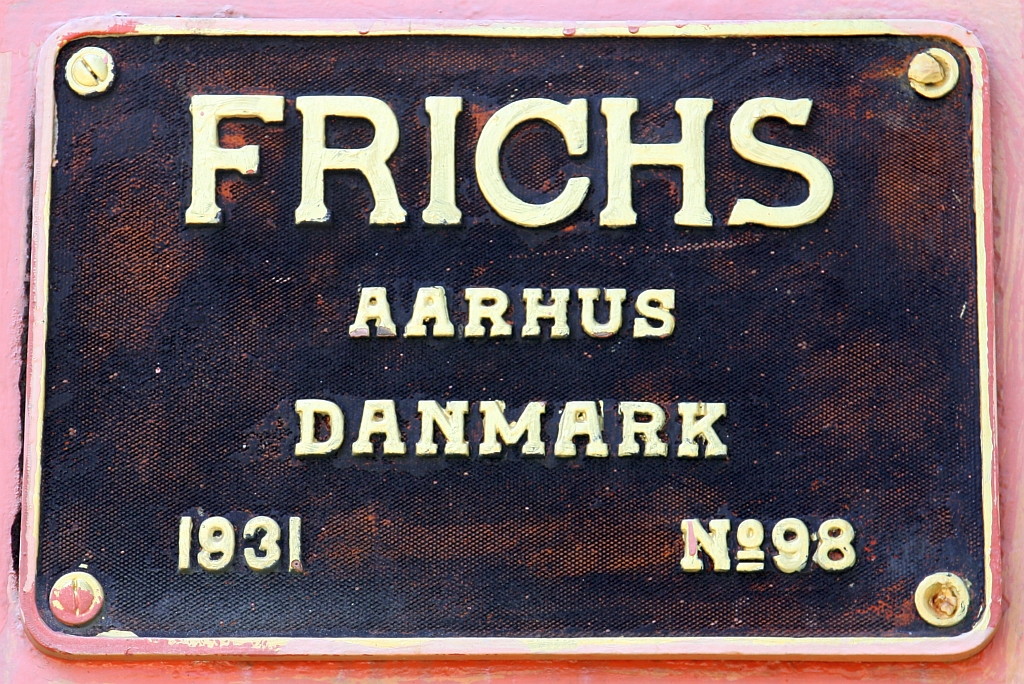 FRICHS
AARHUS
DANMARK
1931 Nº98